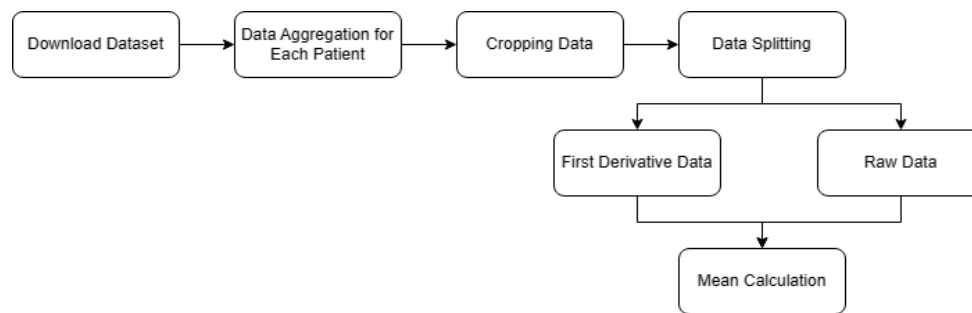 Download Dataset
Data Aggregation for
Each Patient
Cropping Data
Data Splitting
First Derivative Data
Raw Data
Mean Calculation